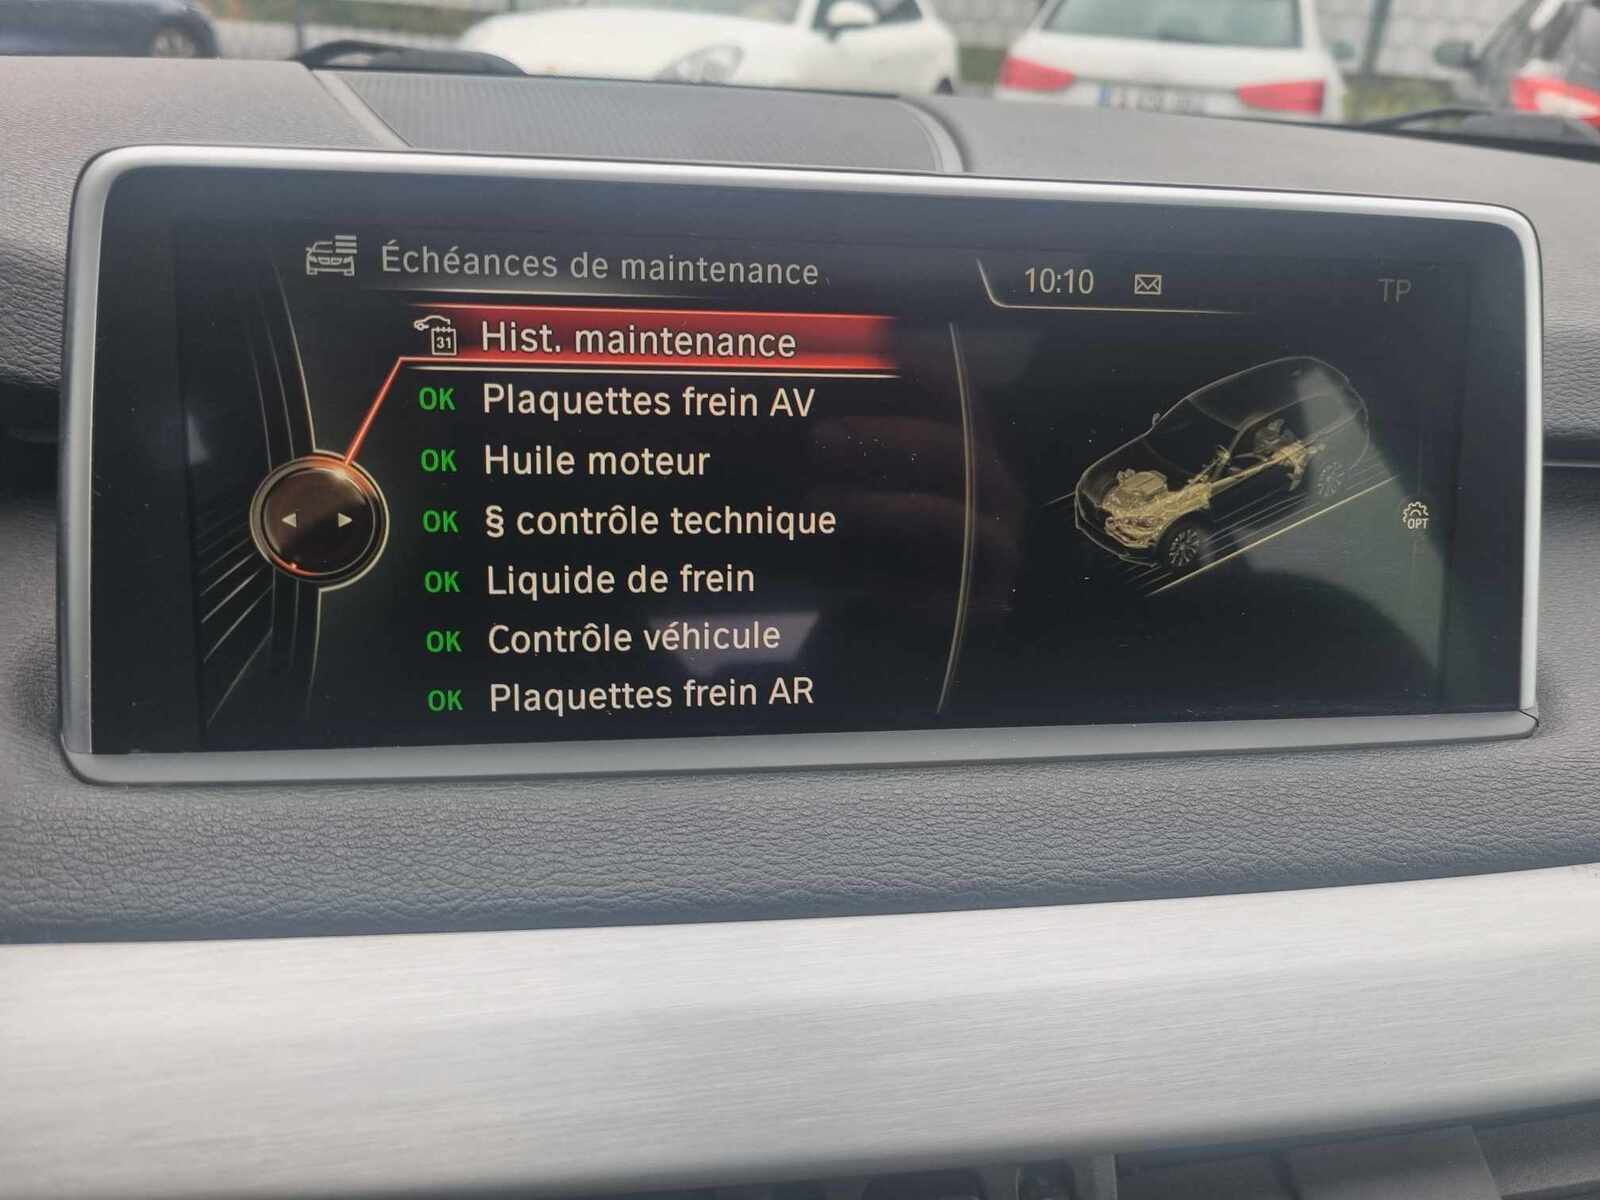 Échéances de maintenance
10:10
TP
31
Hist. maintenance
OK Plaquettes frein AV
OK Huile moteur
OK § contrôle technique
OPT
OK Liquide de frein
OK Contrôle véhicule
OK Plaquettes frein AR